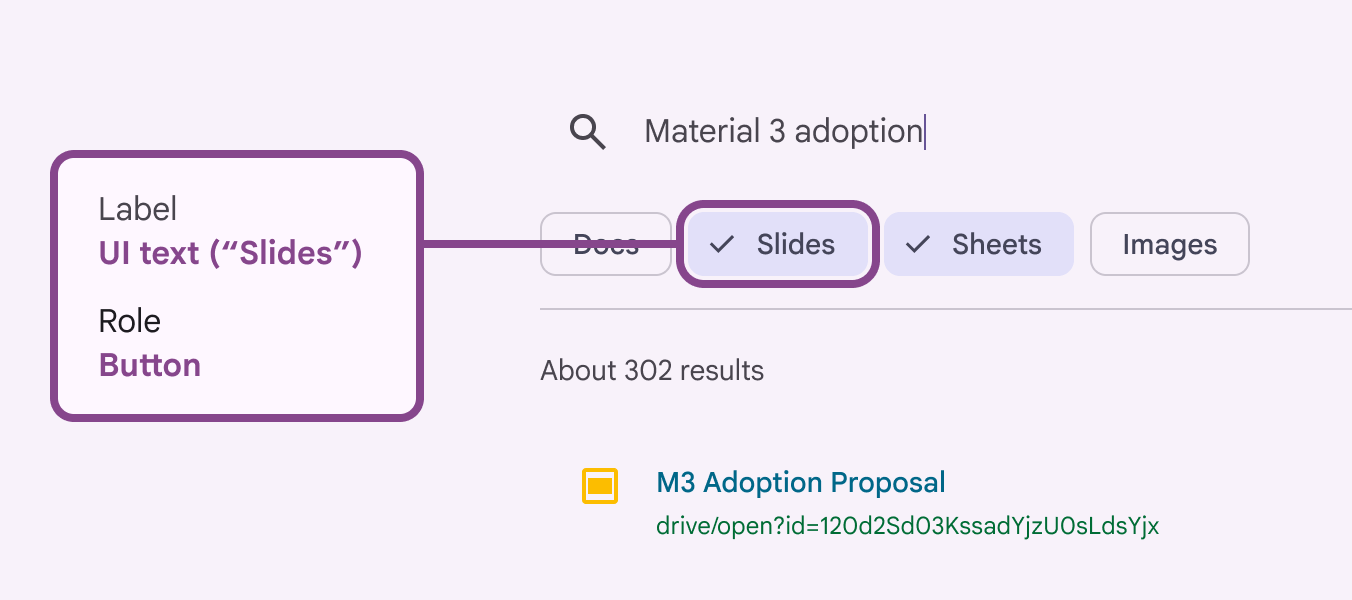 Material 3 adoption
Label
UI text (“Slides”)
Role
Button
Docs
Slides
Sheets
Images
About 302 results
M3 Adoption Proposal
drive/open?id=120d2Sd03KssadYjzU0sLdsYjx